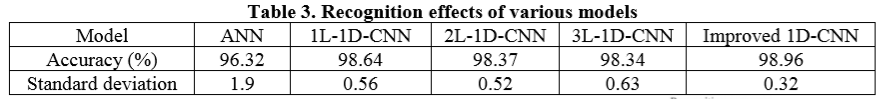 Table 3. Recognition effects of various models
Model ANN 1L-1D-CNN 2L-1D-CNN 3L-1D-CNN Improved 1D-CNN
Accuracy (%) 96.32 98.64 98.37 98.34 98.96
Standard deviation 1.9 0.56 0.52 0.63 0.32